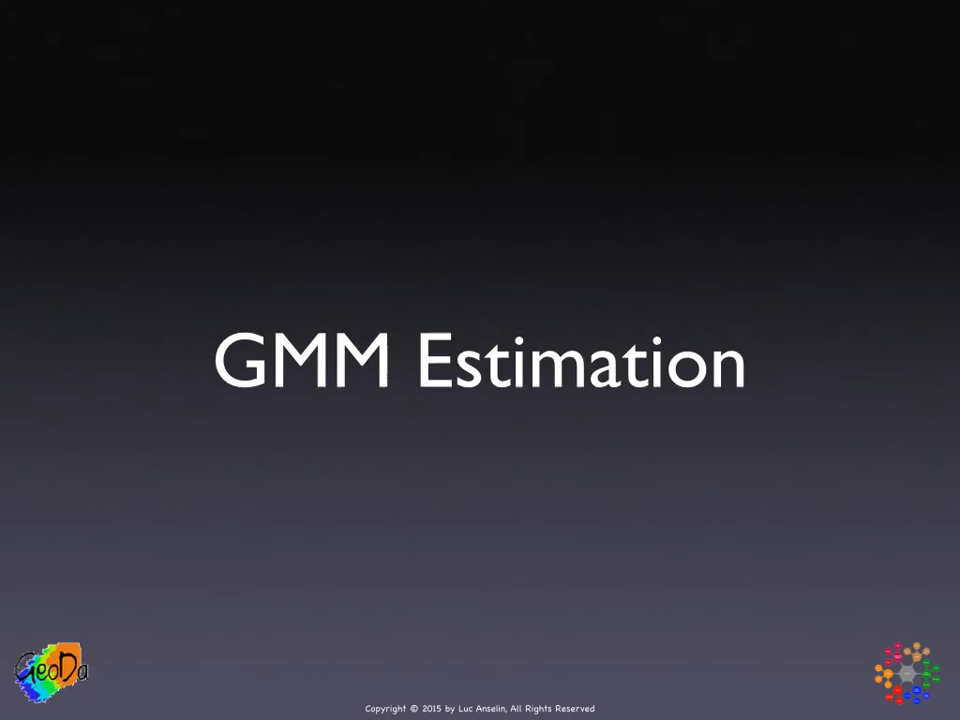 GMM Estimation
GeoDa
Copyright © 2015 by Luc Anselin, All Rights Reserved